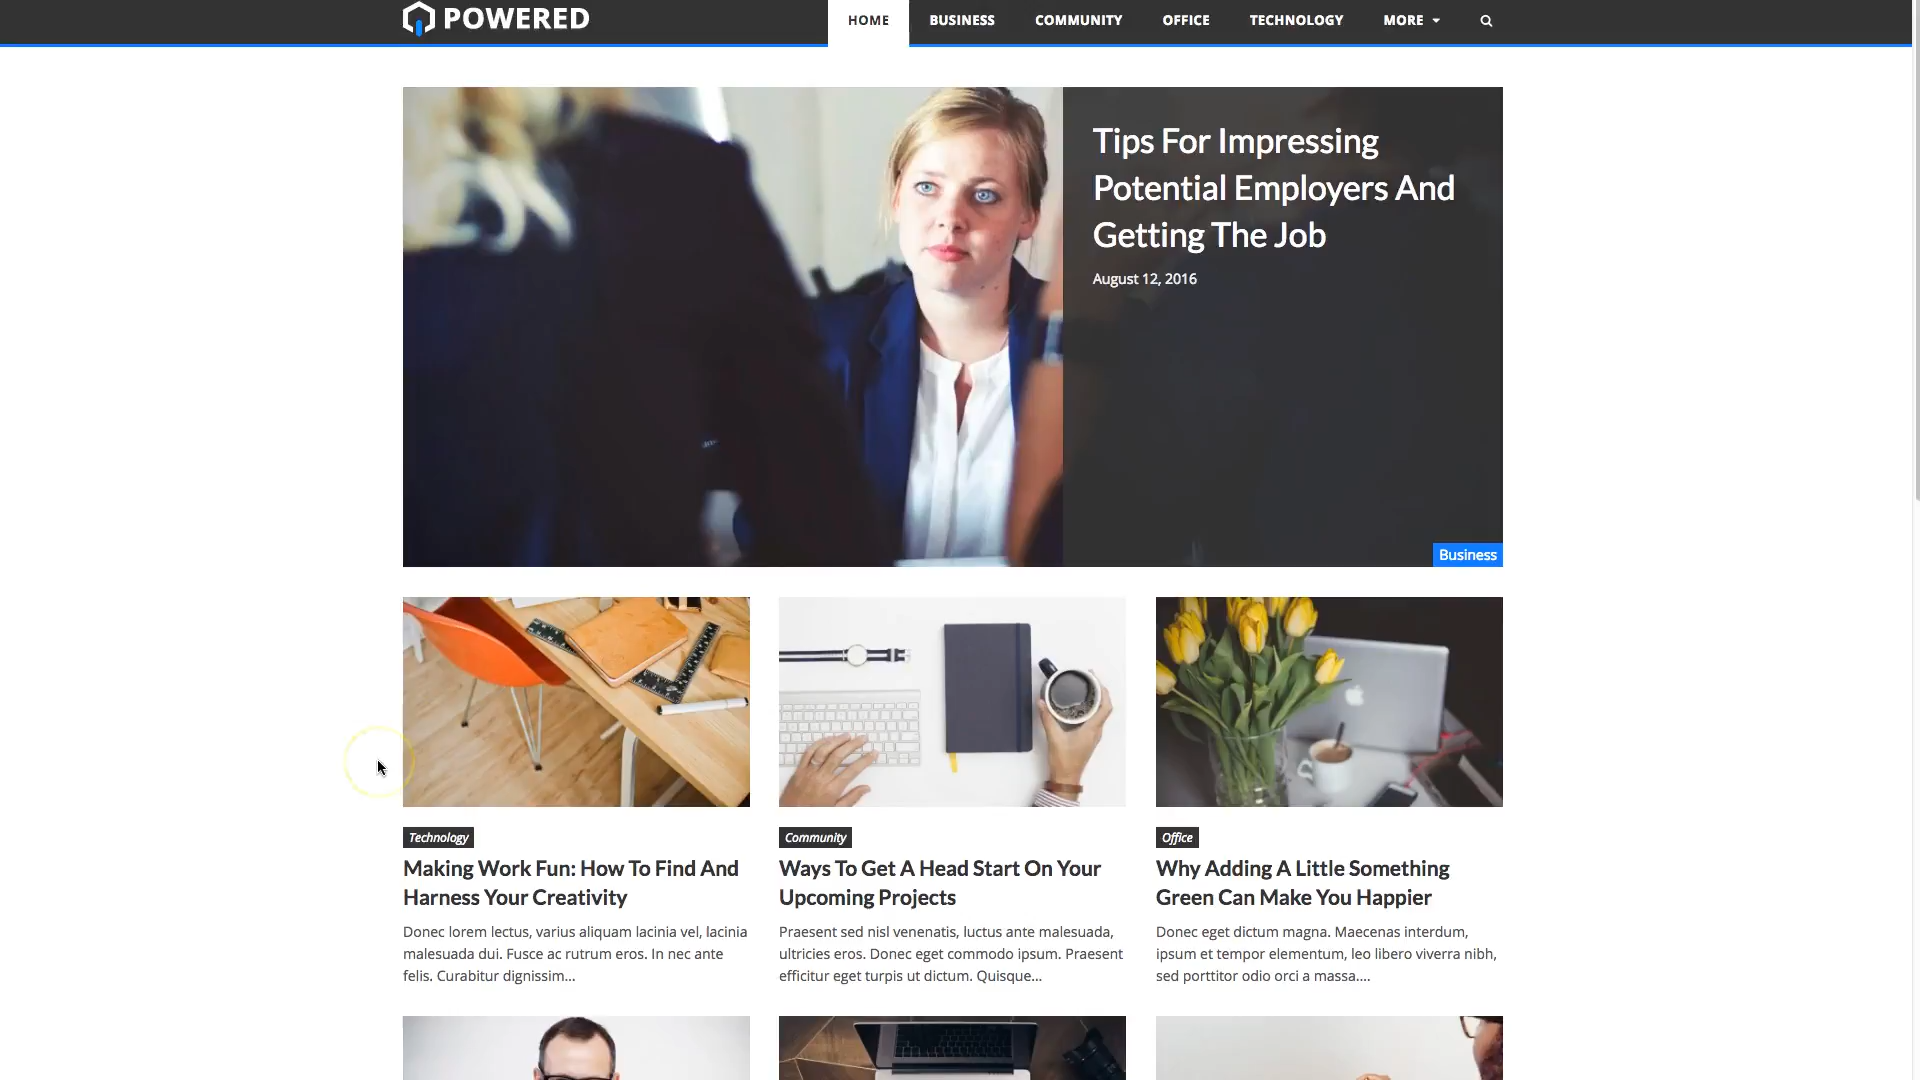 POWERED
HOME BUSINESS COMMUNITY OFFICE TECHNOLOGY MORE
Tips For Impressing
Potential Employers And
Getting The Job
August 12, 2016
Business
Technology
Making Work Fun: How To Find And
Harness Your Creativity
Donec lorem lectus, varius aliquam lacinia vel, lacinia
malesuada dui. Fusce ac rutrum eros. In nec ante
felis. Curabitur dignissim...
Community
Ways To Get A Head Start On Your
Upcoming Projects
Praesent sed nisl venenatis, luctus ante malesuada,
ultricies eros. Donec eget commodo ipsum. Praesent
efficitur eget turpis ut dictum. Quisque...
Office
Why Adding A Little Something
Green Can Make You Happier
Donec eget dictum magna. Maecenas interdum,
ipsum et tempor elementum, leo libero viverra nibh,
sed porttitor odio orci a massa....